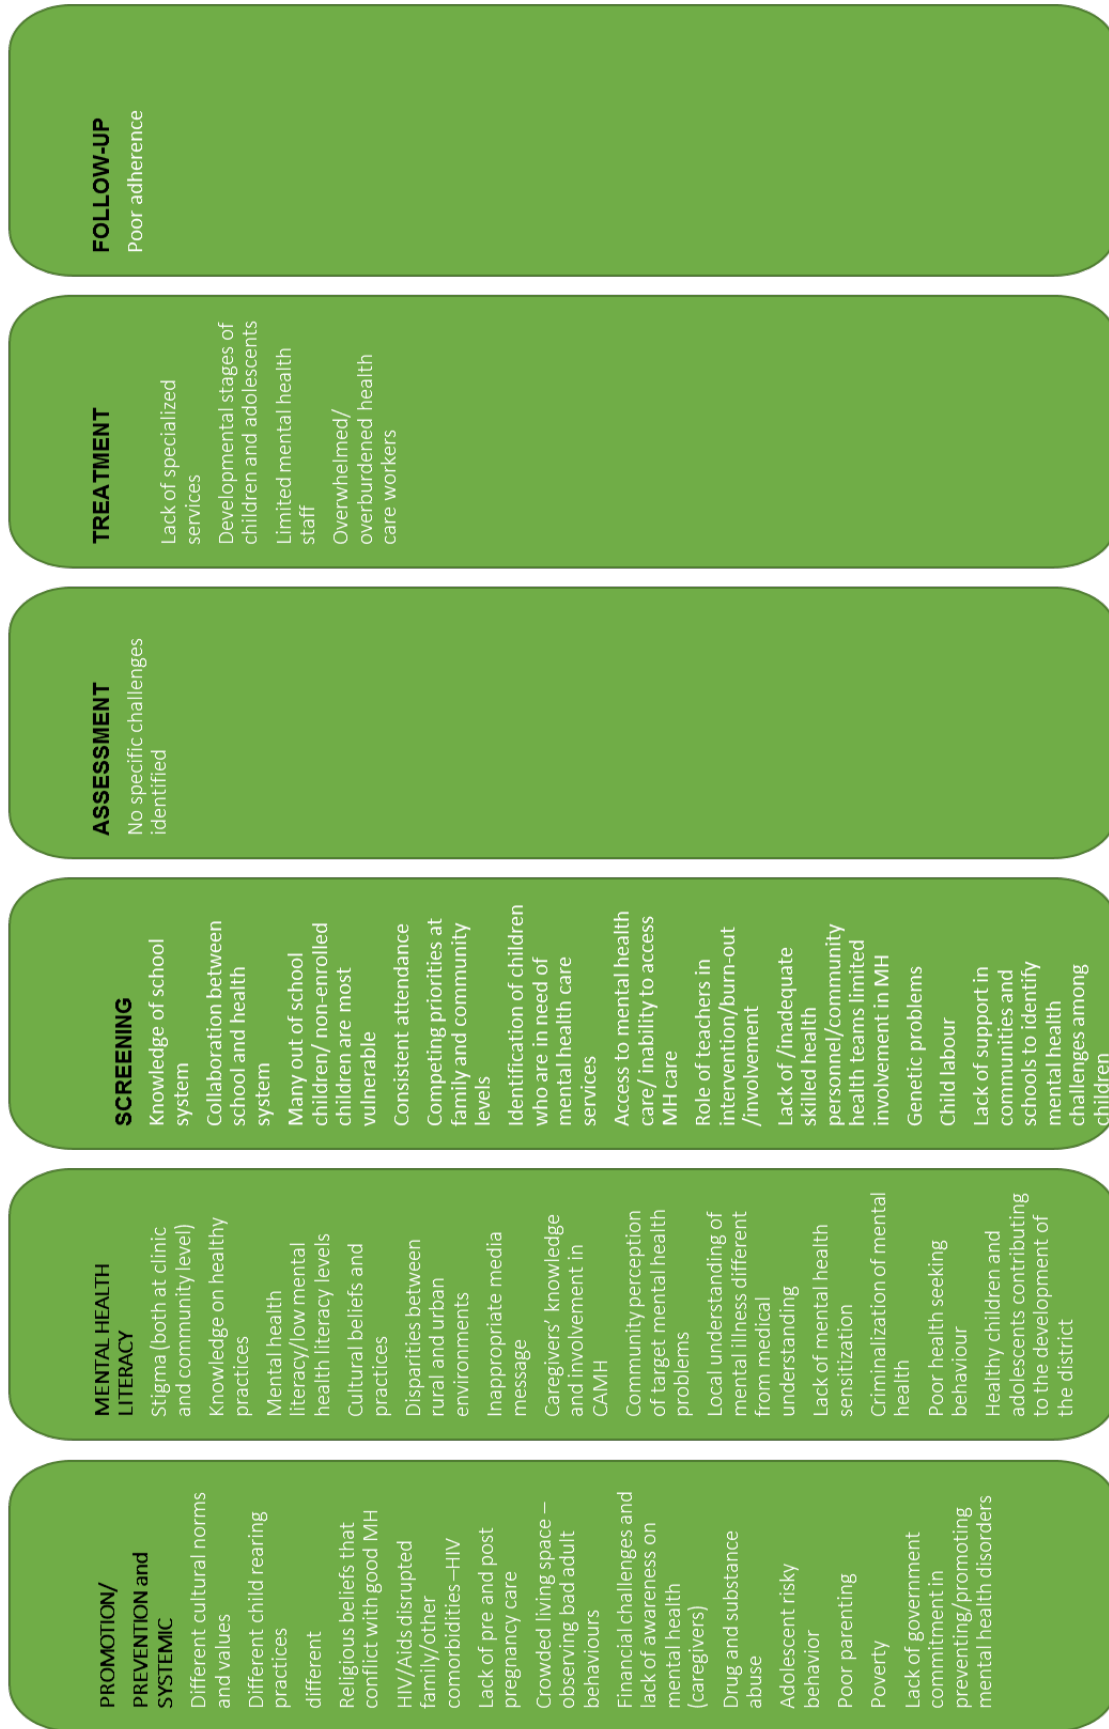 PROMOTION/
PREVENTION and
SYSTEMIC
Different cultural norms
and values
Different child rearing
practices
different
Religious beliefs that
conflict with good MH
HIV/Aids disrupted
family/other
comorbidities–HIV
Lack of pre and post
pregnancy care
Crowded living space –
observing bad adult
behaviours
Financial challenges and
lack of awareness on
mental health
(caregivers)
Drug and substance
abuse
Adolescent risky
behavior
Poor parenting
Poverty
Lack of government
commitment in
preventing/promoting
mental health disorders
MENTAL HEALTH
LITERACY
Stigma (both at clinic
and community level)
Knowledge on healthy
practices
Mental health
literacy/low mental
health literacy levels
Cultural beliefs and
practices
Disparities between
rural and urban
environments
Inappropriate media
message
Caregivers' knowledge
and involvement in
CAMH
Community perception
of target mental health
problems
Local understanding of
mental illness different
from medical
understanding
Lack of mental health
sensitization
Criminalization of mental
health
Poor health seeking
behaviour
Healthy children and
adolescents contributing
to the development of
the district
SCREENING
Knowledge of school
system
Collaboration between
school and health
system
Many out of school
children/ non-enrolled
children are most
vulnerable
Consistent attendance
Competing priorities at
family and community
levels
Identification of children
who are in need of
mental health care
services
Access to mental health
care/ inability to access
MH care
Role of teachers in
intervention/burn-out
/involvement
Lack of /inadequate
skilled health
personnel/community
health teams limited
involvement in MH
Genetic problems
Child labour
Lack of support in
communities and
schools to identify
mental health
challenges among
children
ASSESSMENT
No specific challenges
identified
TREATMENT
Lack of specialized
services
Developmental stages of
children and adolescents
Limited mental health
staff
Overwhelmed/
overburdened health
care workers
FOLLOW-UP
Poor adherence